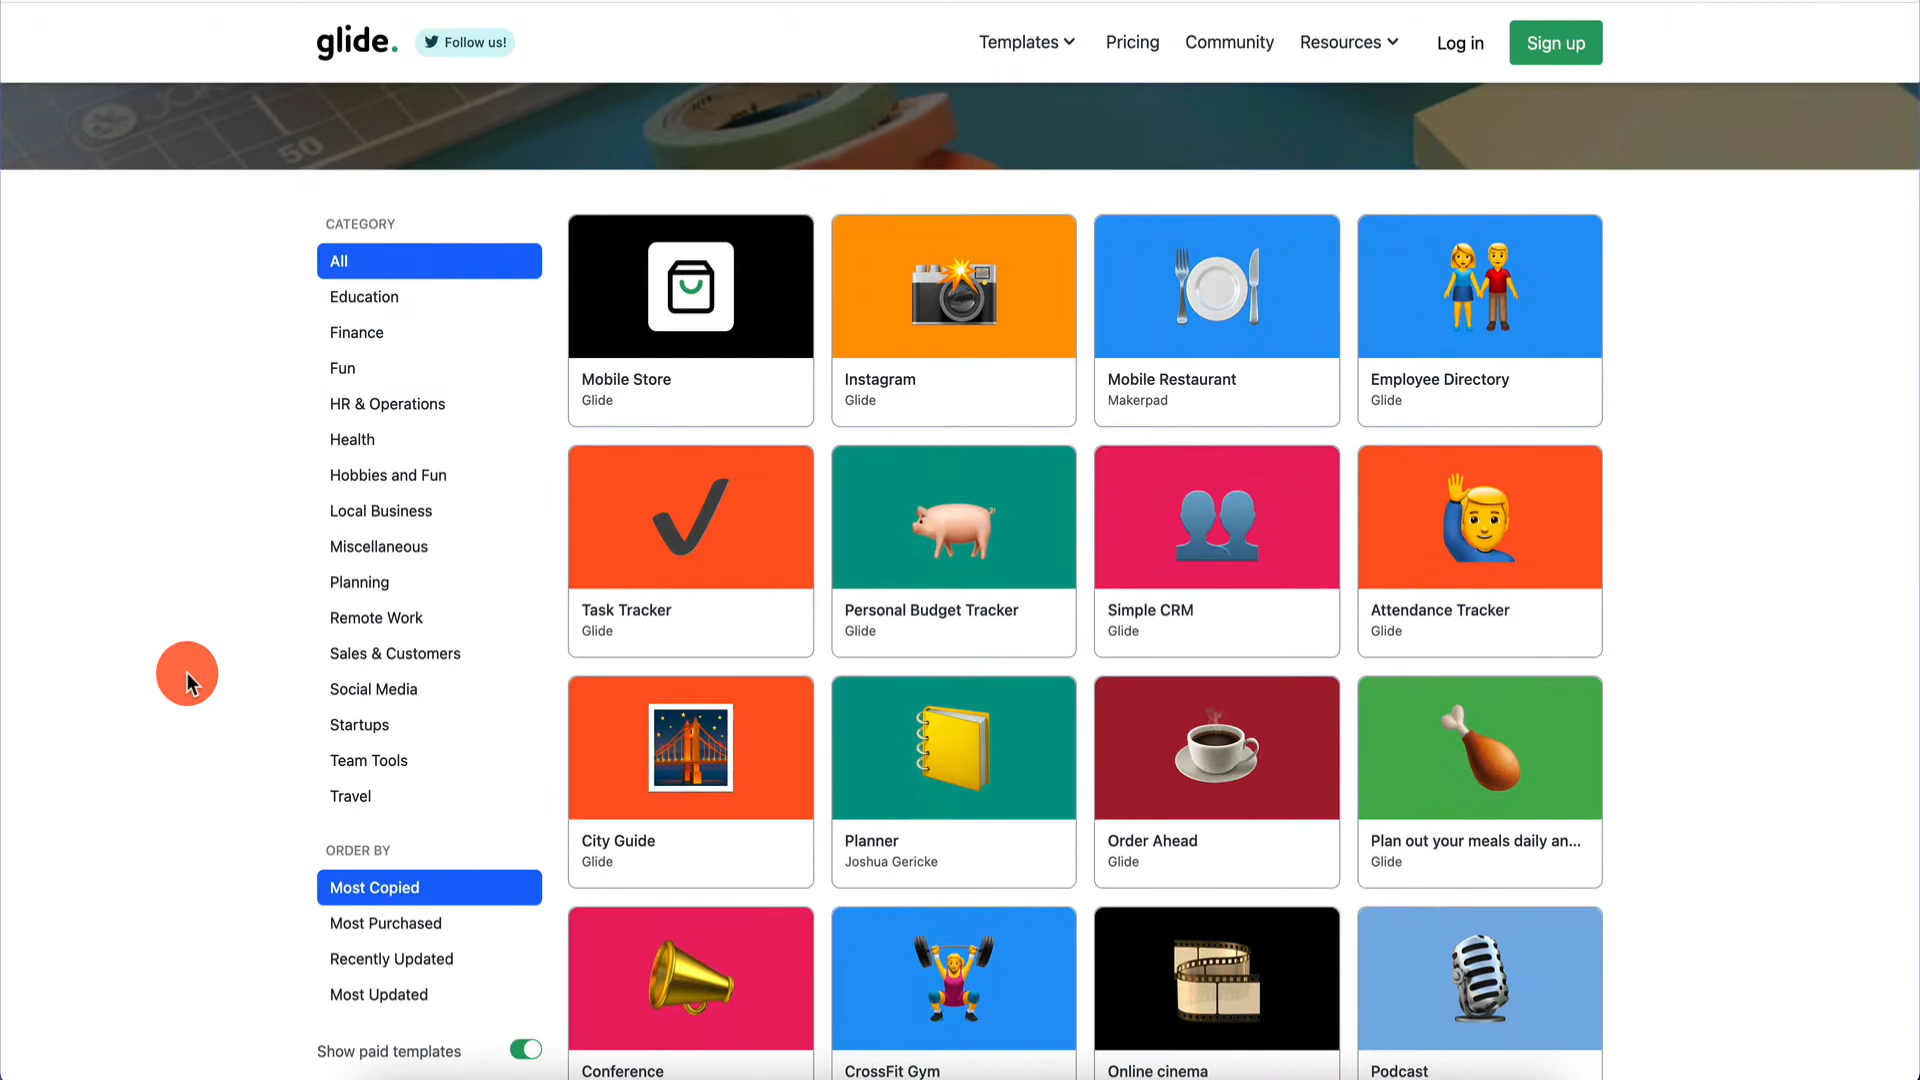 glide.
Follow us!
Templates
Pricing
Community
Resources
Log in
Sign up
50
CATEGORY
All
Education
Finance
Fun
HR & Operations
Health
Hobbies and Fun
Local Business
Miscellaneous
Planning
Remote Work
Sales & Customers
Social Media
Startups
Team Tools
Travel
ORDER BY
Most Copied
Most Purchased
Recently Updated
Most Updated
Show paid templates
Mobile Store
Glide
Instagram
Glide
Mobile Restaurant
Makerpad
Employee Directory
Glide
Task Tracker
Glide
Personal Budget Tracker
Glide
Simple CRM
Glide
Attendance Tracker
Glide
City Guide
Glide
Planner
Joshua Gericke
Order Ahead
Glide
Plan out your meals daily an...
Glide
Conference
CrossFit Gym
Online cinema
Podcast